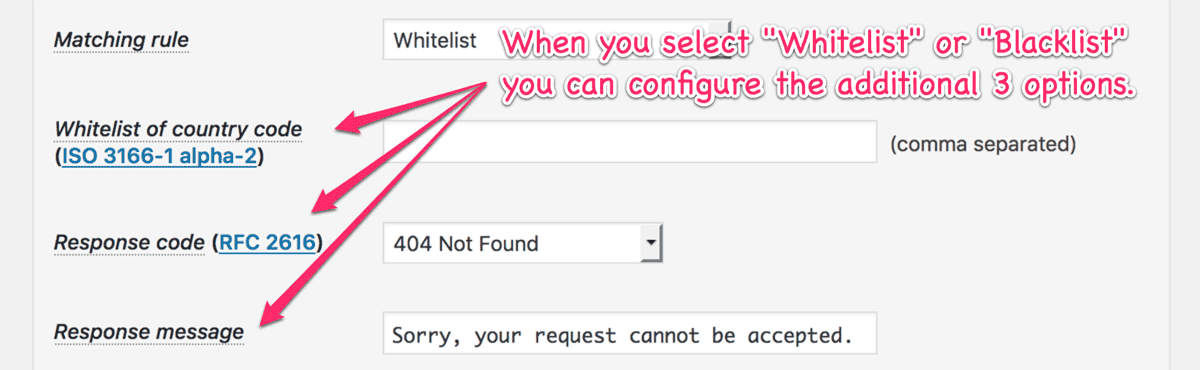 Matching rule
Whitelist
When you select "Whitelist" or "Blacklist"
you can configure the additional 3 options.
Whitelist of country code
(ISO 3166-1 alpha-2)
(comma separated)
Response code (RFC 2616)
404 Not Found
Response message
Sorry, your request cannot be accepted.